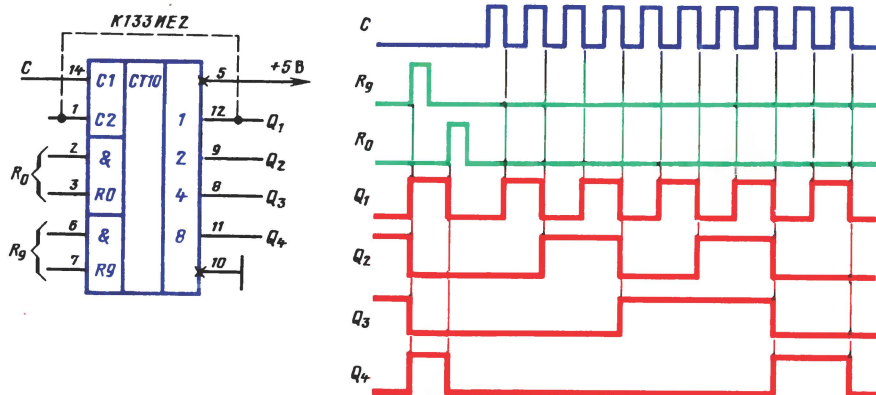 К133ИЕ2
C 14 C1 CT10 5 +5 В
1 C2 1 12 Q1
2 & 2 9 Q2
R0
3 R0 4 8 Q3
6 & 8 11 Q4
R9
7 R9 10
C
R9
R0
Q1
Q2
Q3
Q4